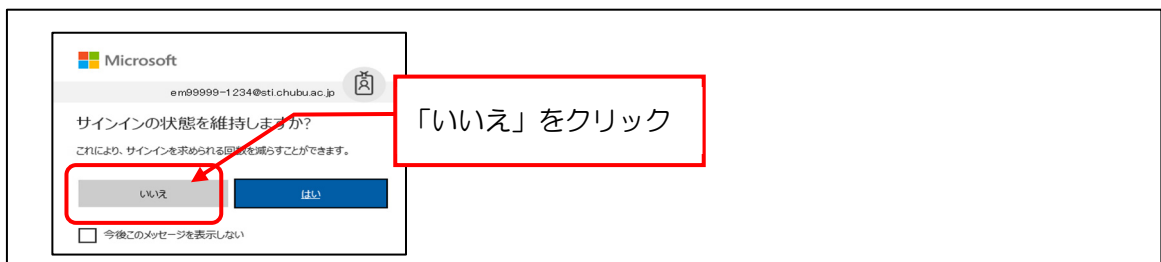 Microsoft
em99999-1234@sti.chubu.ac.jp
サインインの状態を維持しますか?
これにより、サインインを求められる回数を減らすことができます。
いいえ
はい
今後このメッセージを表示しない
「いいえ」をクリック